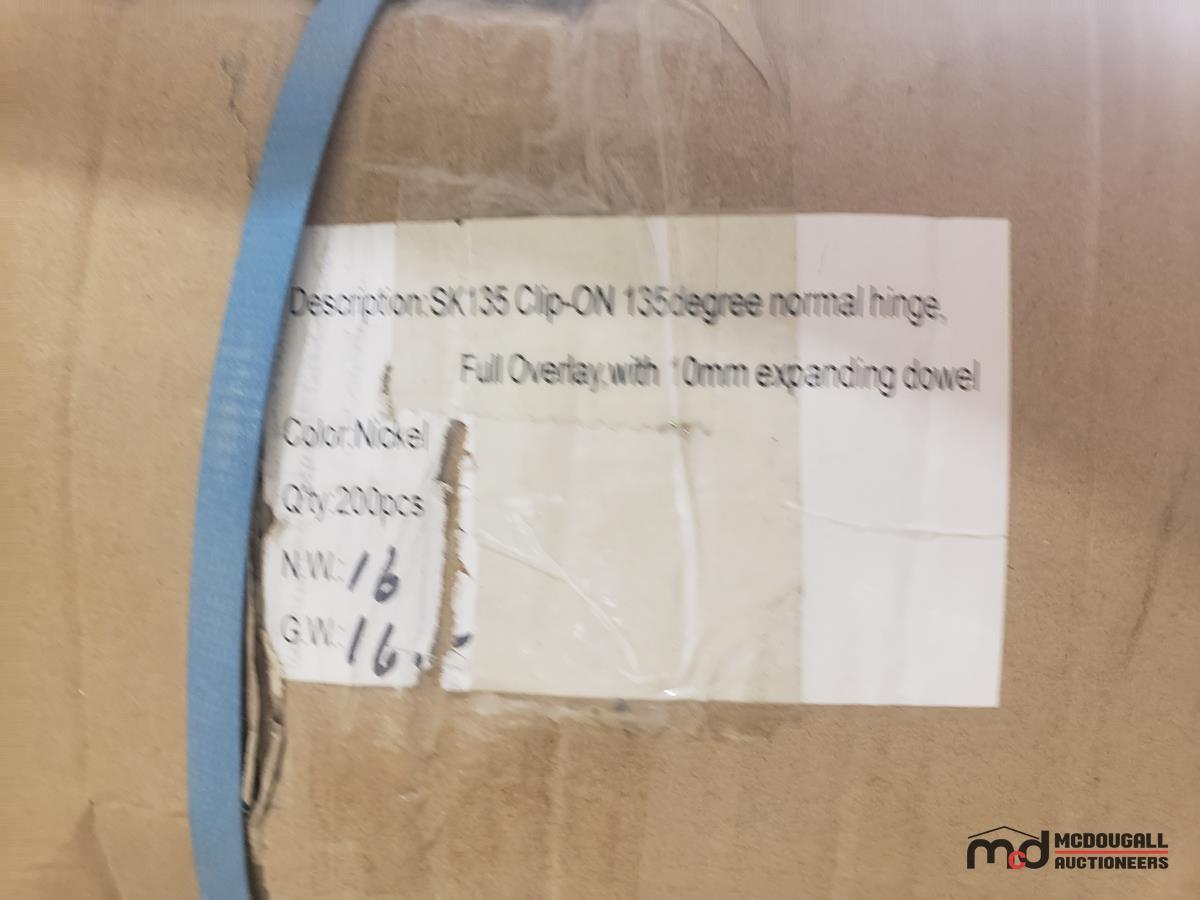 Description:SK135 Clip-ON 135degree normal hinge,
Full Overlay,with 10mm expanding dowel
Color:Nickel
Q'ty:200pcs
N.W.:16
G.W.:16.
mcd MCDOUGALL
AUCTIONEERS